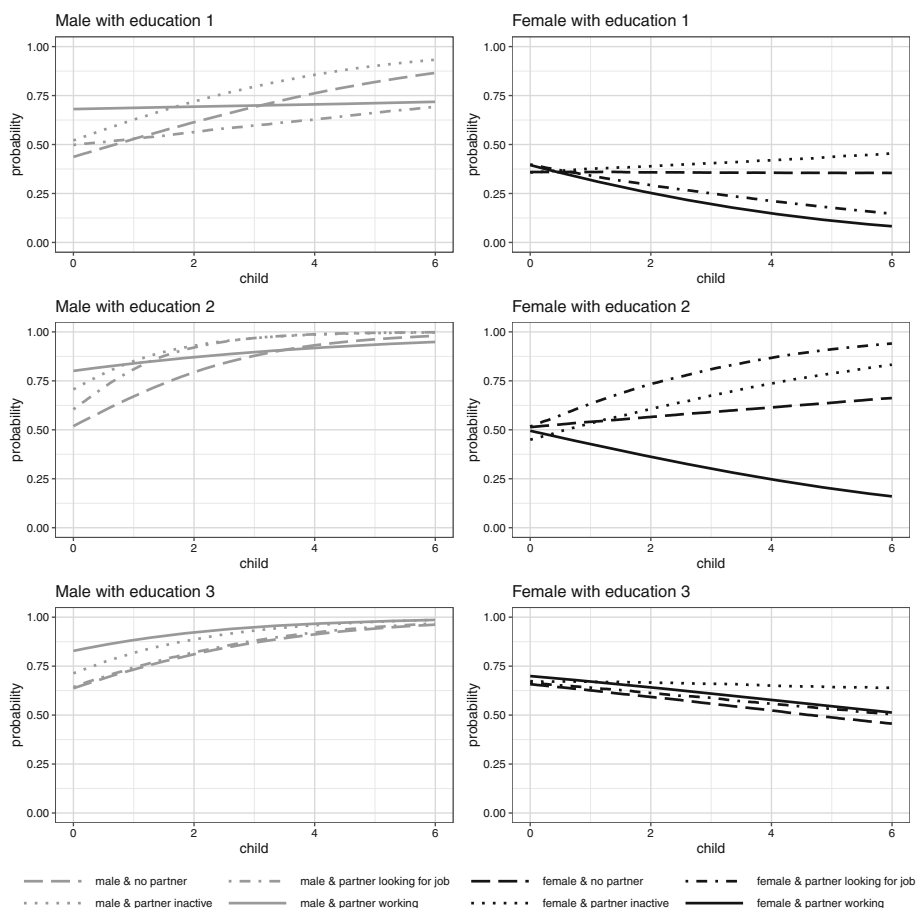 Male with education 1
Female with education 1
1.00
0.75
0.50
0.25
0.00
probability
0 2 4 6
child
1.00
0.75
0.50
0.25
0.00
probability
0 2 4 6
child
Male with education 2
Female with education 2
1.00
0.75
0.50
0.25
0.00
probability
0 2 4 6
child
1.00
0.75
0.50
0.25
0.00
probability
0 2 4 6
child
Male with education 3
Female with education 3
1.00
0.75
0.50
0.25
0.00
probability
0 2 4 6
child
1.00
0.75
0.50
0.25
0.00
probability
0 2 4 6
child
male & no partner male & partner looking for job female & no partner female & partner looking for job
male & partner inactive male & partner working female & partner inactive female & partner working